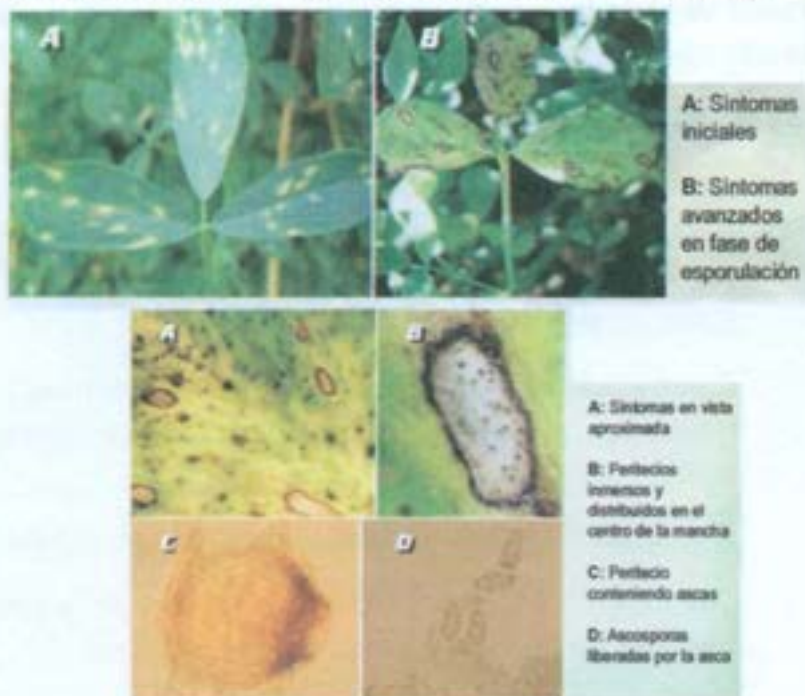 A
B
A: Síntomas
iniciales
B: Síntomas
avanzados
en fase de
esporulación
A
B
C
D
A: Síntomas en vista
aproximada
B: Peritecios
inmersos y
distribuidos en el
centro de la mancha
C: Peritecio
conteniendo ascas
D: Ascosporas
liberadas por la asca